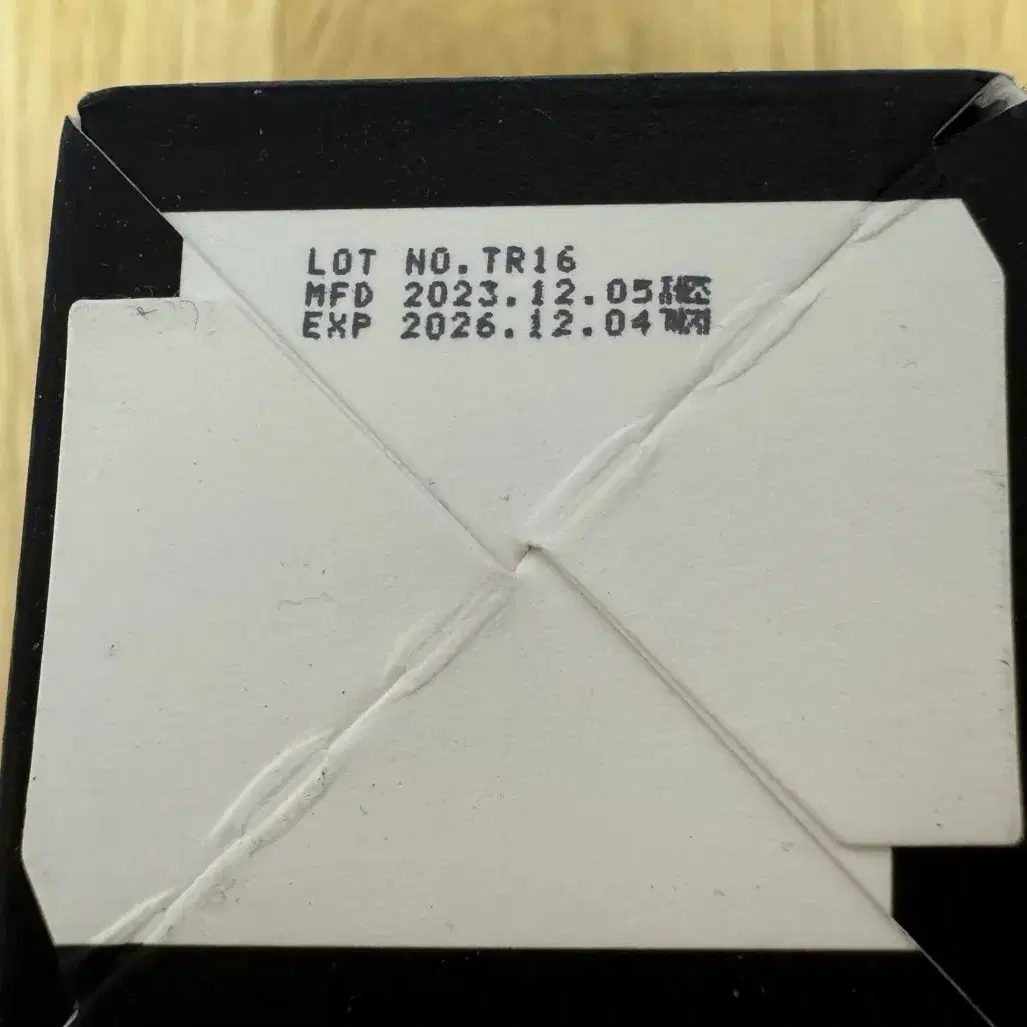 LOT NO.TR16
MFD 2023.12.05
EXP 2026.12.04